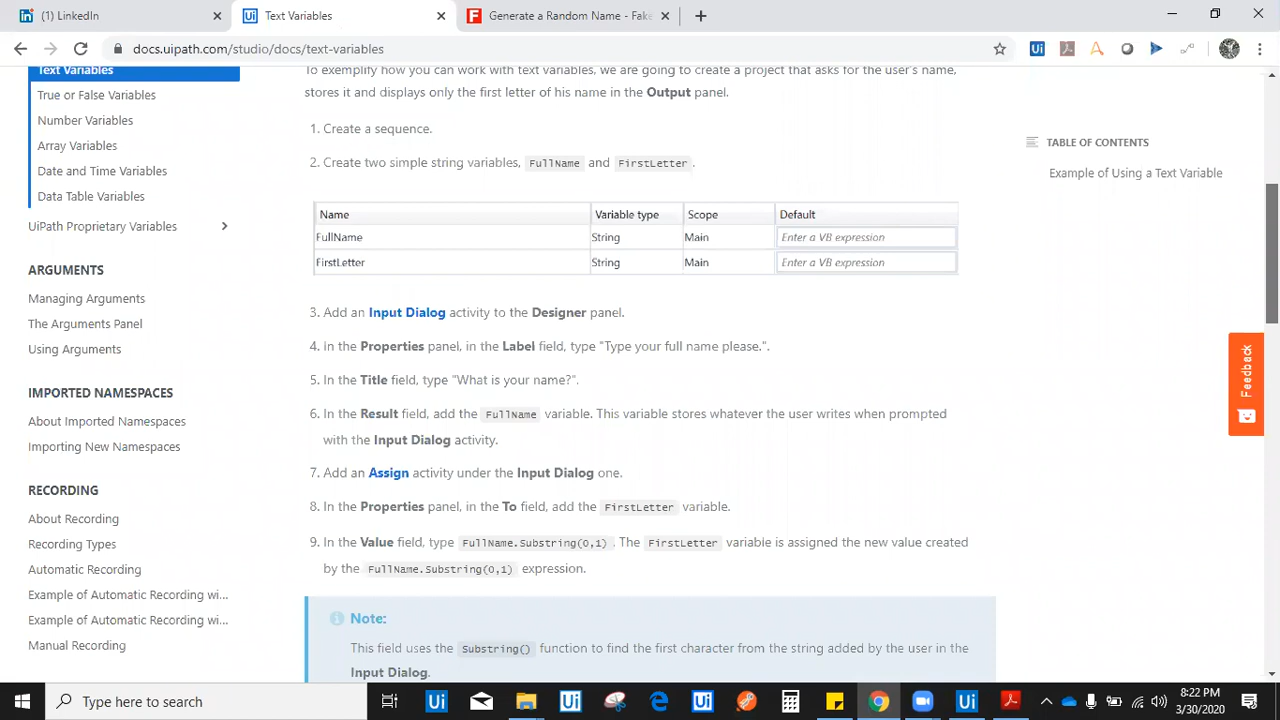 LinkedIn
Text Variables
Generate a Random Name - Fake
docs.uipath.com/studio/docs/text-variables
Text Variables
True or False Variables
Number Variables
Array Variables
Date and Time Variables
Data Table Variables
UiPath Proprietary Variables
ARGUMENTS
Managing Arguments
The Arguments Panel
Using Arguments
IMPORTED NAMESPACES
About Imported Namespaces
Importing New Namespaces
RECORDING
About Recording
Recording Types
Automatic Recording
Example of Automatic Recording wi...
Example of Automatic Recording wi...
Manual Recording
To exemplify how you can work with text variables, we are going to create a project that asks for the user's name,
stores it and displays only the first letter of his name in the Output panel.
1. Create a sequence.
2. Create two simple string variables, FullName and FirstLetter.
Name Variable type Scope Default
FullName String Main Enter a VB expression
FirstLetter String Main Enter a VB expression
3. Add an Input Dialog activity to the Designer panel.
4. In the Properties panel, in the Label field, type "Type your full name please.".
5. In the Title field, type "What is your name?".
6. In the Result field, add the FullName variable. This variable stores whatever the user writes when prompted
with the Input Dialog activity.
7. Add an Assign activity under the Input Dialog one.
8. In the Properties panel, in the To field, add the FirstLetter variable.
9. In the Value field, type FullName.Substring(0,1). The FirstLetter variable is assigned the new value created
by the FullName.Substring(0,1) expression.
Note:
This field uses the Substring() function to find the first character from the string added by the user in the
Input Dialog.
TABLE OF CONTENTS
Example of Using a Text Variable
Feedback
Type here to search
8:22 PM
3/30/2020